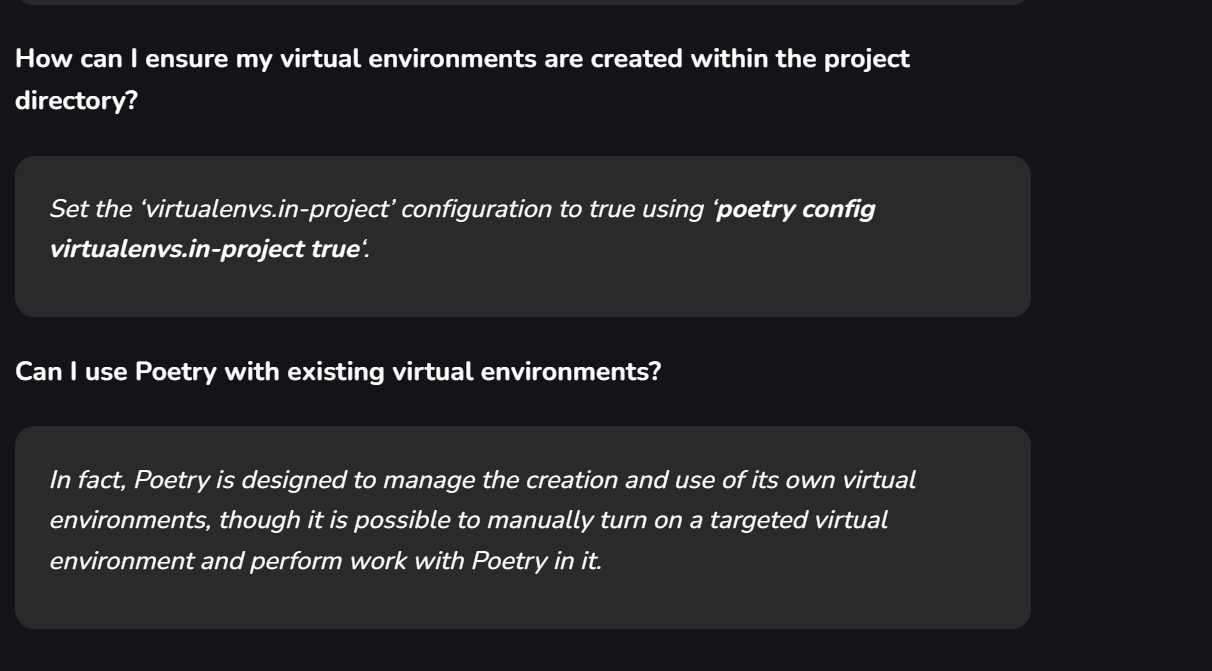 How can I ensure my virtual environments are created within the project
directory?
Set the ‘virtualenvs.in-project’ configuration to true using ‘poetry config
virtualenvs.in-project true‘.
Can I use Poetry with existing virtual environments?
In fact, Poetry is designed to manage the creation and use of its own virtual
environments, though it is possible to manually turn on a targeted virtual
environment and perform work with Poetry in it.